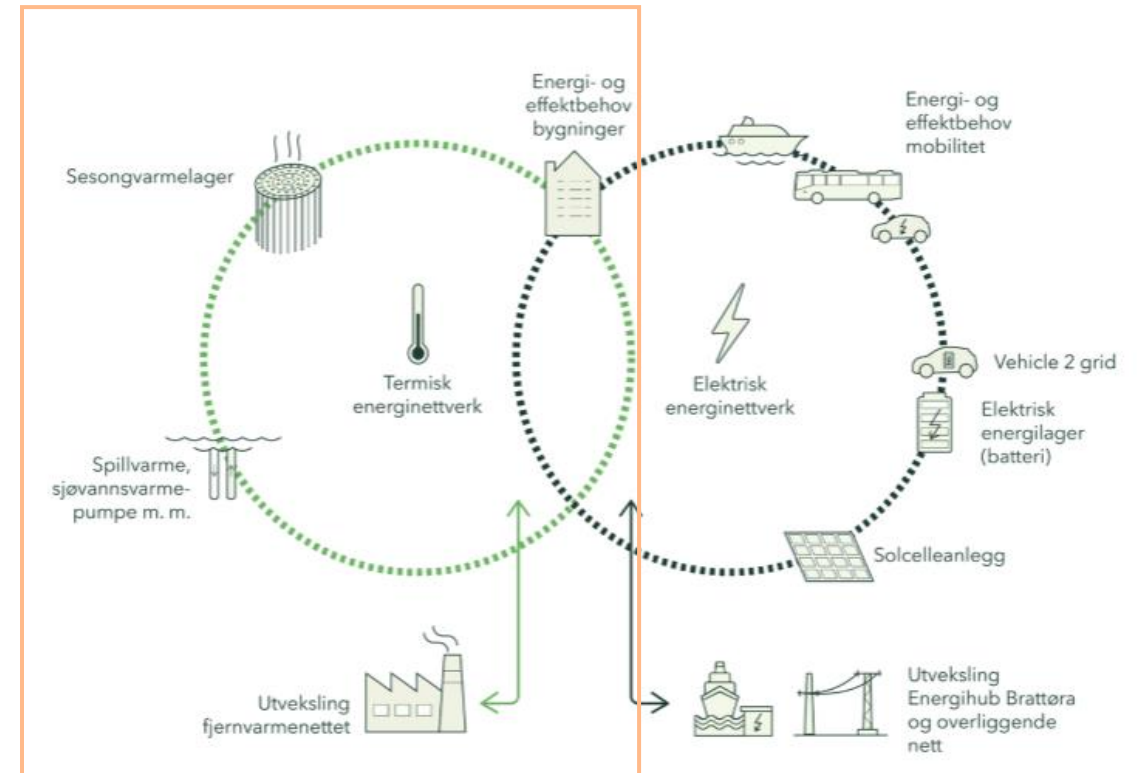 Energi- og
effektbehov
bygninger
Energi- og
effektbehov
mobilitet
Sesongvarmelager
Termisk
energinettverk
Elektrisk
energinettverk
Vehicle 2 grid
Elektrisk
energilager
(batteri)
Spillvarme,
sjøvannsvarme-
pumpe m. m.
Solcelleanlegg
Utveksling
fjernvarmenettet
Utveksling
Energihub Brattøra
og overliggende
nett